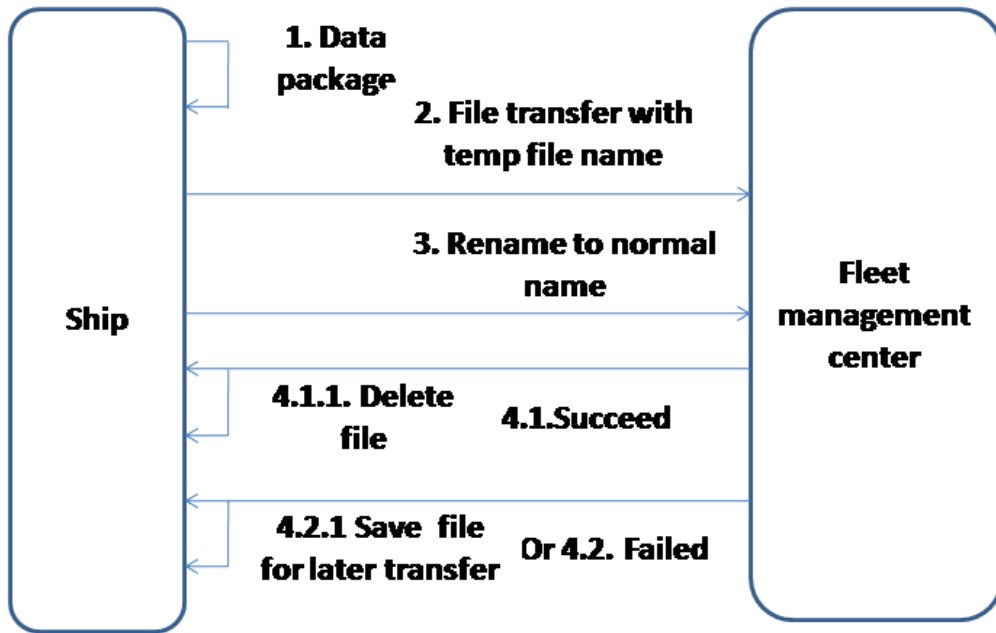 1. Data
package
2. File transfer with
temp file name
3. Rename to normal
name
Ship
Fleet
management
center
4.1.1. Delete
file
4.1.Succeed
4.2.1 Save  file
for later transfer
Or 4.2. Failed